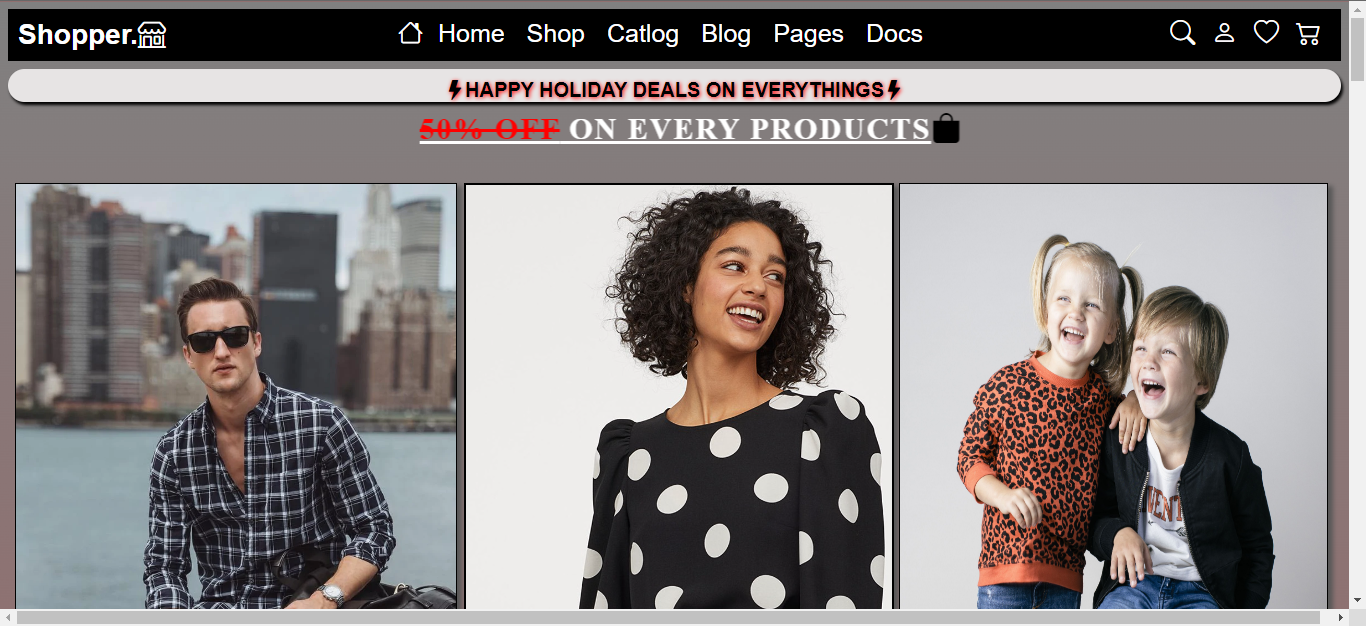 Shopper.
Home Shop Catlog Blog Pages Docs
HAPPY HOLIDAY DEALS ON EVERYTHINGS
50% OFF ON EVERY PRODUCTS